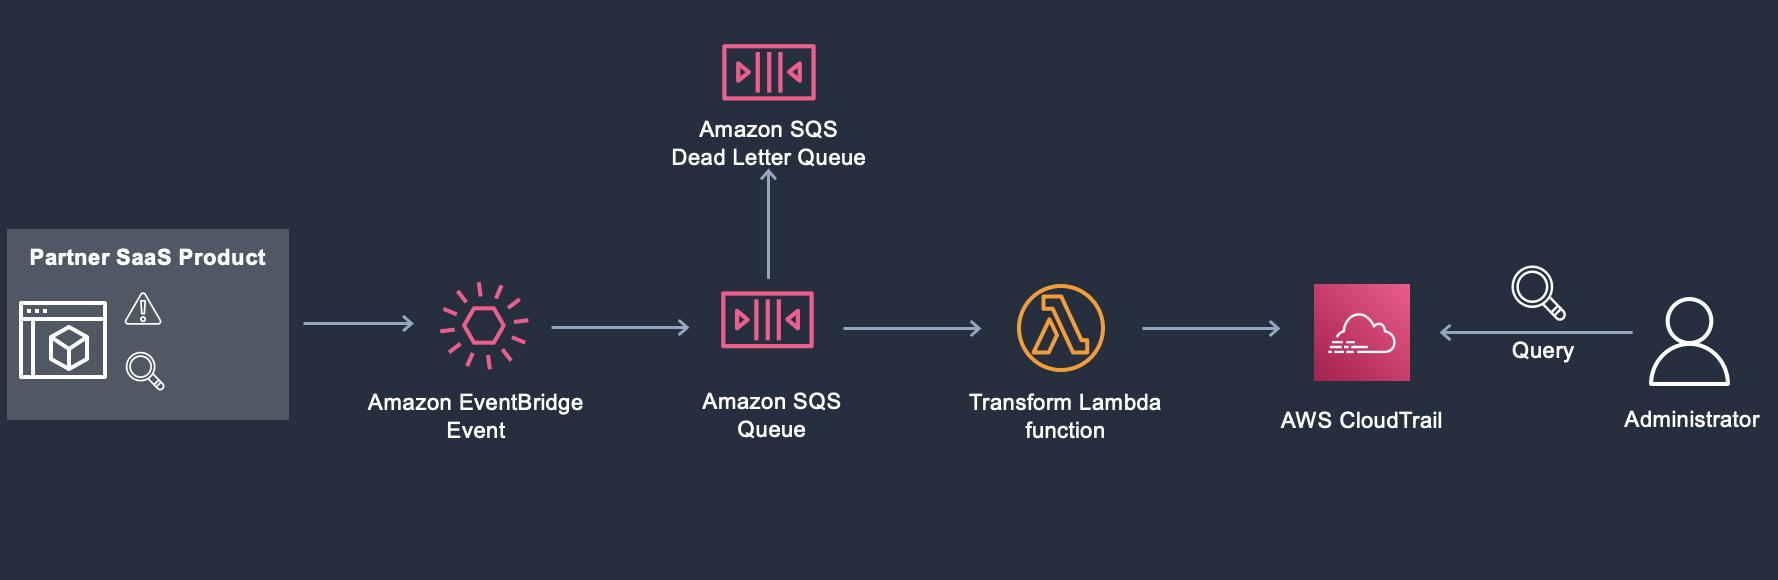 Amazon SQS
Dead Letter Queue
Partner SaaS Product
Amazon EventBridge
Event
Amazon SQS
Queue
Transform Lambda
function
AWS CloudTrail
Query
Administrator